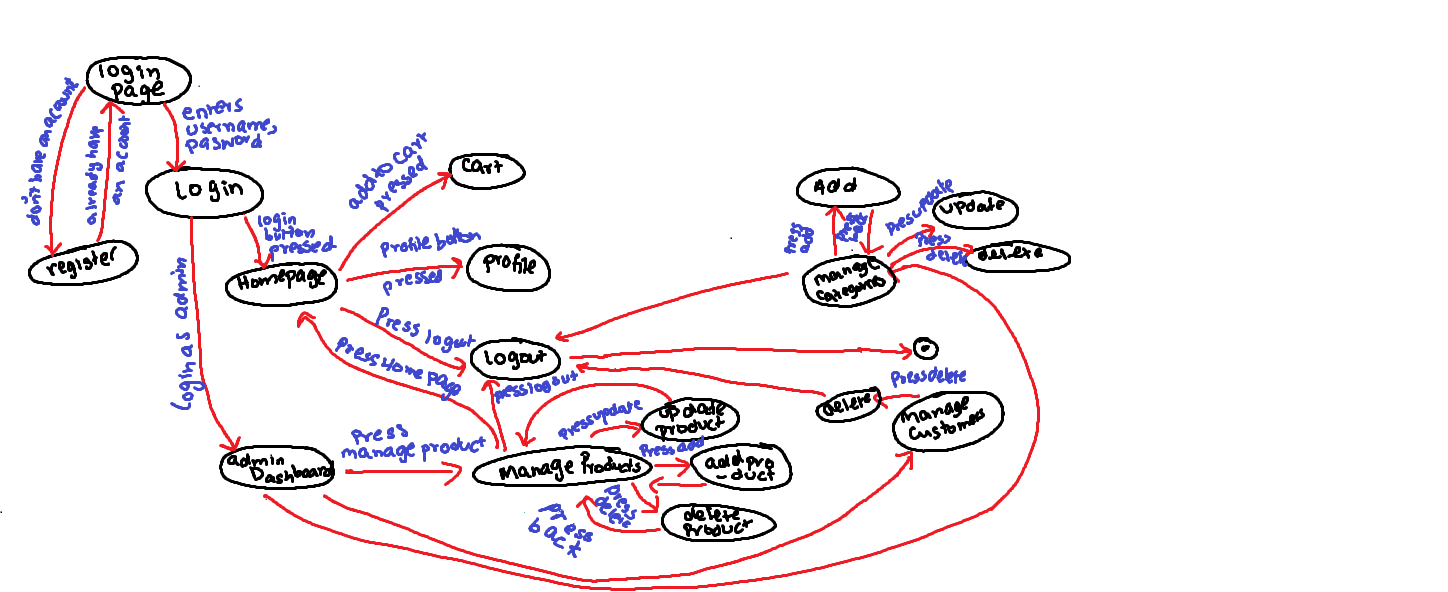 login
page
don't have an account
already have
an account
enters
username,
pasword
register
login
login
button
pressed
login as admin
Homepage
add to cart
pressed
cart
Profile button
pressed
profile
Press logout
logout
Press Home page
press logout
admin
Dashboard
Press
manage product
Manage Products
press update
update
product
Press add
add pro
-duct
press
delete
delete
product
press
bact
Add
press
add
press
Press update
update
Press
delete
delete
manage
categories
Press delete
delete
manage
customers